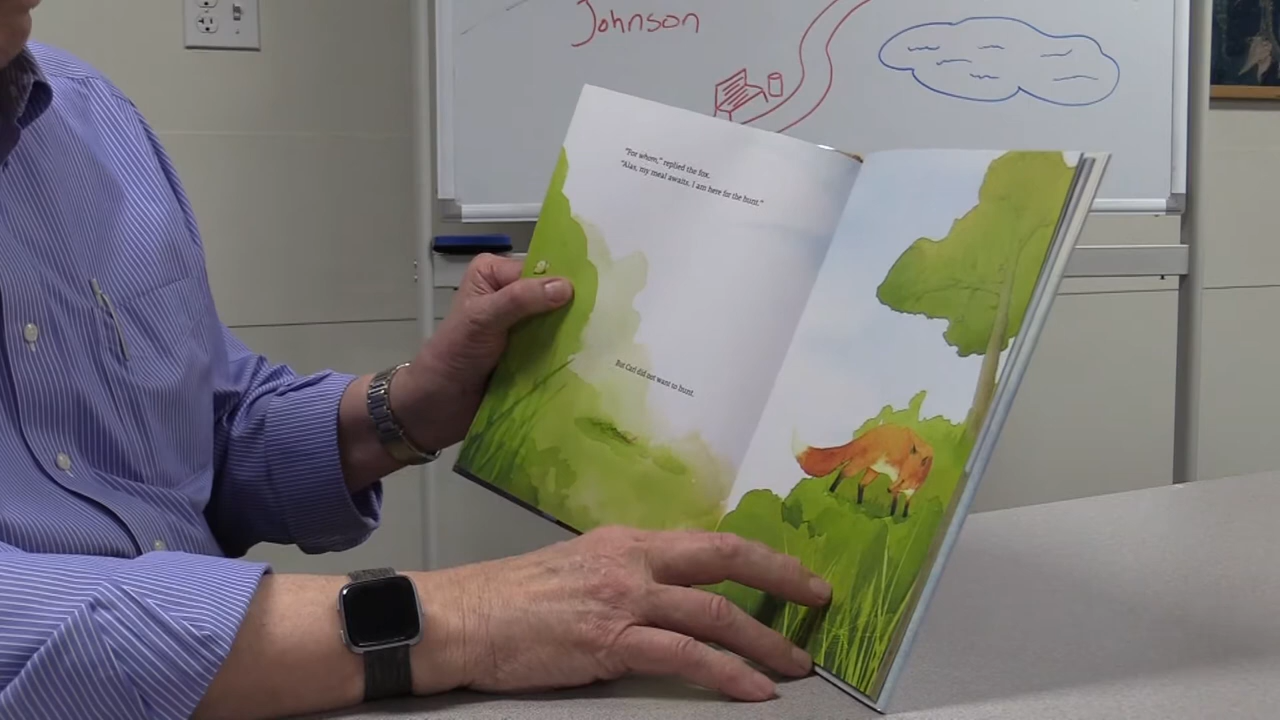 Johnson
"For whom," replied the fox.
"Alas, my meal awaits. I am here for the hunt."
But Carl did not want to hunt.